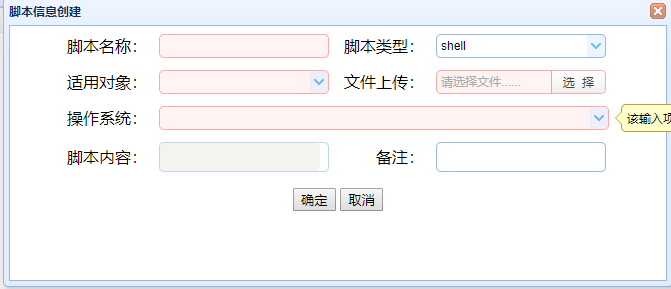 脚本信息创建
脚本名称： 脚本类型： shell
适用对象： 文件上传： 请选择文件...... 选 择
操作系统： 该输入项
脚本内容： 备注：
确定 取消